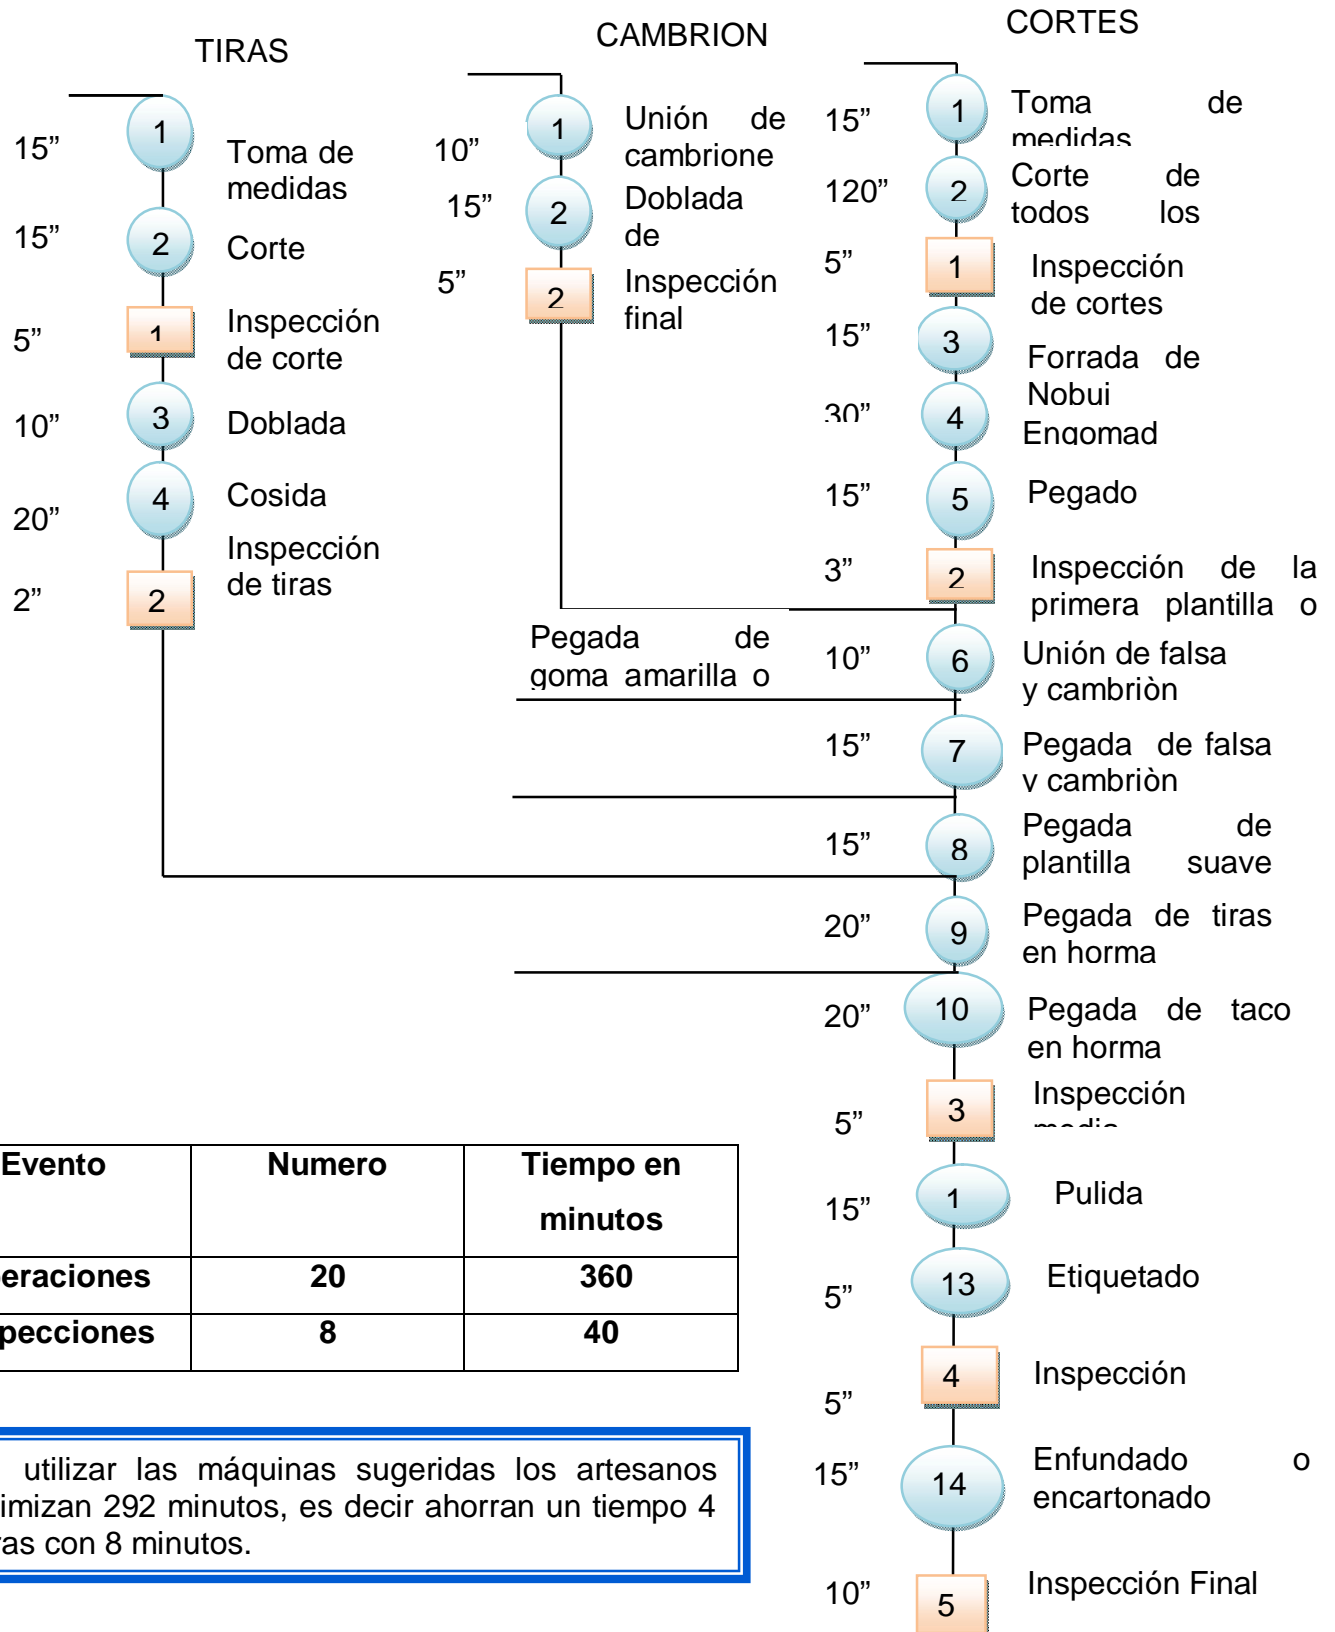 TIRAS
15”
1
Toma de
medidas
15”
2
Corte
5”
1
Inspección
de corte
10”
3
Doblada
20”
4
Cosida
2”
2
Inspección
de tiras
CAMBRION
10”
1
Unión de
cambrione
15”
2
Doblada
de
5”
2
Inspección
final
CORTES
15”
1
Toma de
medidas
120”
2
Corte de
todos los
5”
1
Inspección
de cortes
15”
3
Forrada de
Nobui
30”
4
Engomad
15”
5
Pegado
3”
2
Inspección de la
primera plantilla o
Pegada de
goma amarilla o
10”
6
Unión de falsa
y cambriòn
15”
7
Pegada de falsa
y cambriòn
15”
8
Pegada de
plantilla suave
20”
9
Pegada de tiras
en horma
20”
10
Pegada de taco
en horma
5”
3
Inspección
media
15”
1
Pulida
5”
13
Etiquetado
5”
4
Inspección
15”
14
Enfundado o
encartonado
10”
5
Inspección Final
Evento Numero Tiempo en
minutos
eraciones 20 360
pecciones 8 40
utilizar las máquinas sugeridas los artesanos
imizan 292 minutos, es decir ahorran un tiempo 4
ras con 8 minutos.